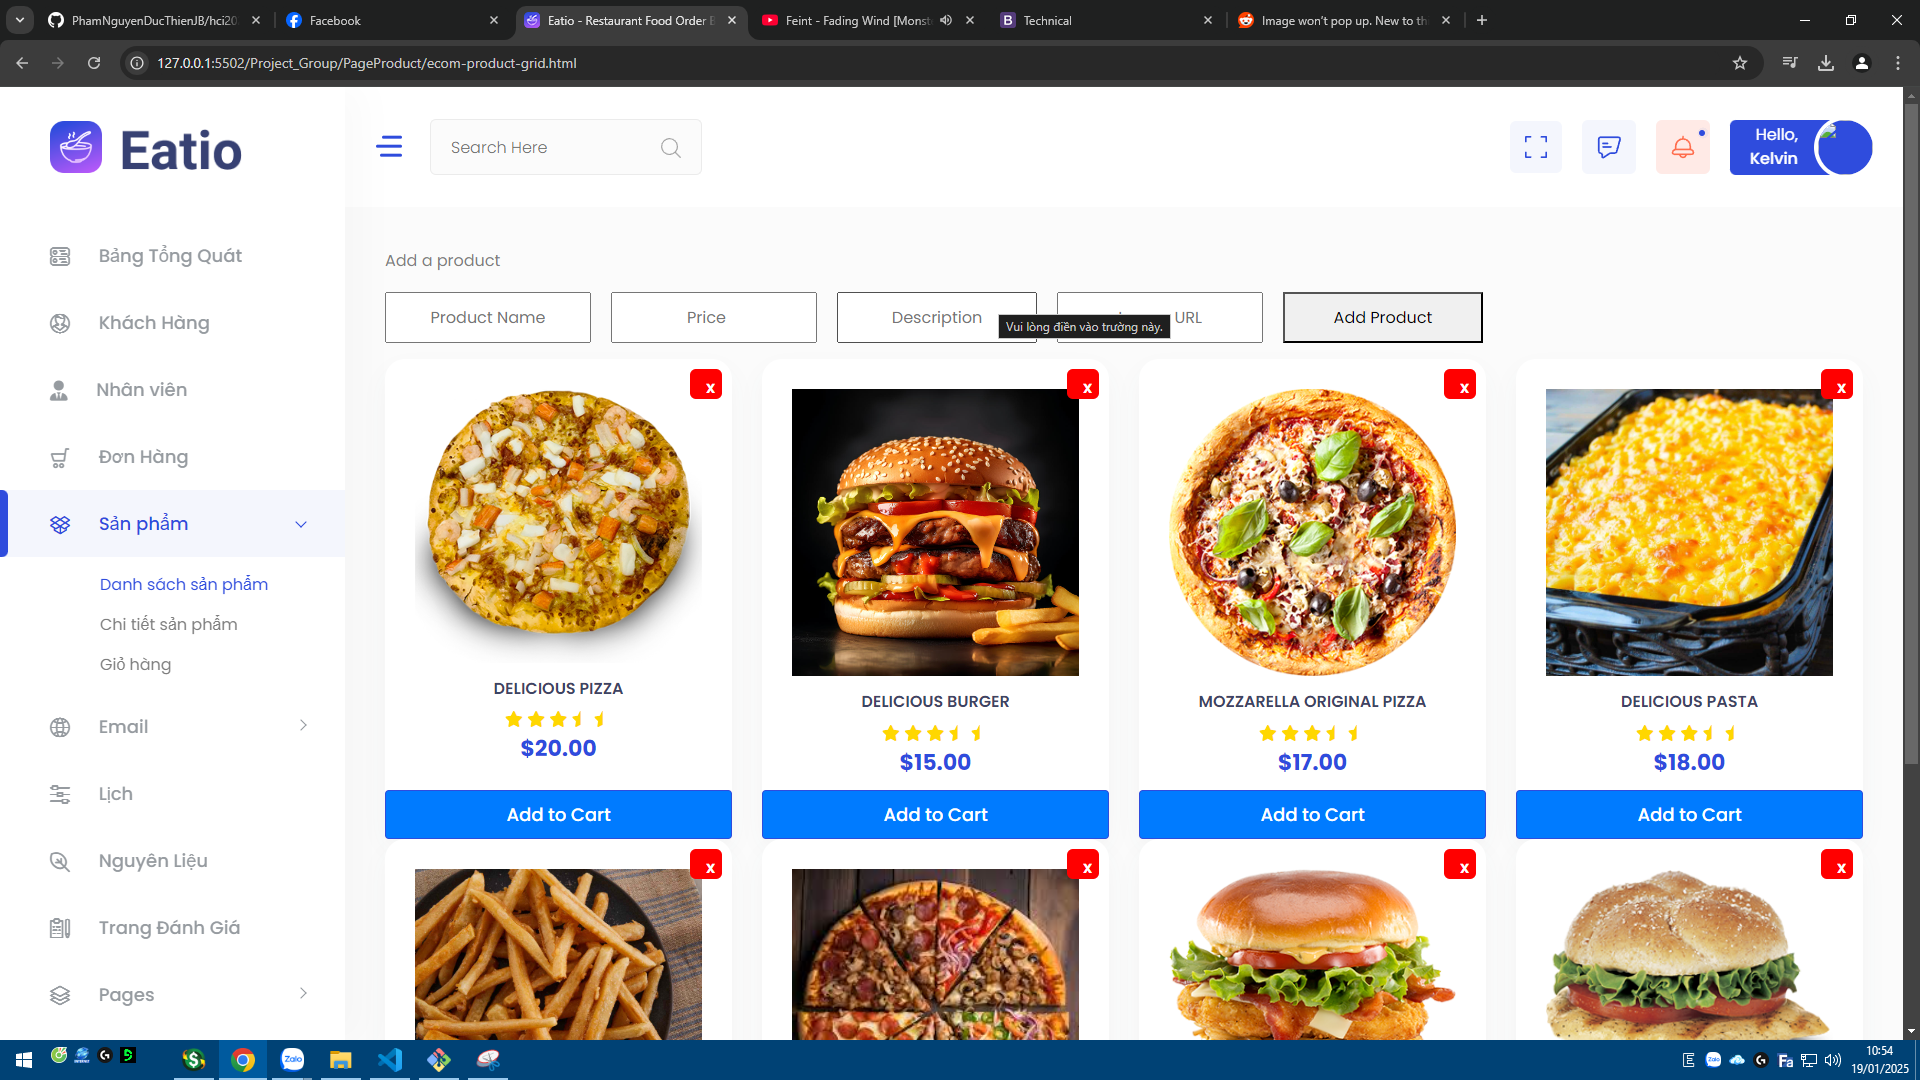 PhamNguyenDucThienJB/hci20
Facebook
Eatio - Restaurant Food Order
Feint - Fading Wind [Monst
Technical
Image won't pop up. New to th
127.0.0.1:5502/Project_Group/PageProduct/ecom-product-grid.html
Eatio
Search Here
Hello,
Kelvin
Bảng Tổng Quát
Khách Hàng
Nhân viên
Đơn Hàng
Sản phẩm
Danh sách sản phẩm
Chi tiết sản phẩm
Giỏ hàng
Email
Lịch
Nguyên Liệu
Trang Đánh Giá
Pages
Add a product
Product Name
Price
Description
URL
Add Product
Vui lòng điền vào trường này.
x
x
x
x
DELICIOUS PIZZA
$20.00
Add to Cart
DELICIOUS BURGER
$15.00
Add to Cart
MOZZARELLA ORIGINAL PIZZA
$17.00
Add to Cart
DELICIOUS PASTA
$18.00
Add to Cart
x
x
x
x
Zalo
10:54
19/01/2025